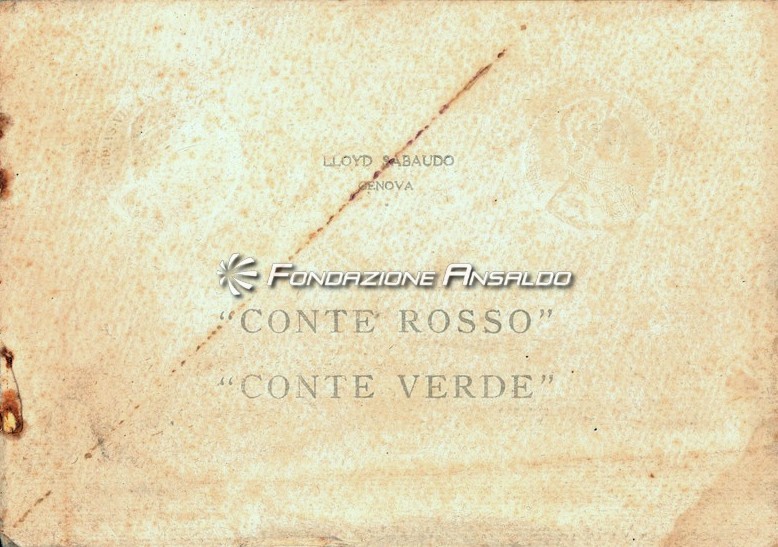 LLOYD SABAUDO
GENOVA
FONDAZIONE ANSALDO
“CONTE ROSSO”
“CONTE VERDE”